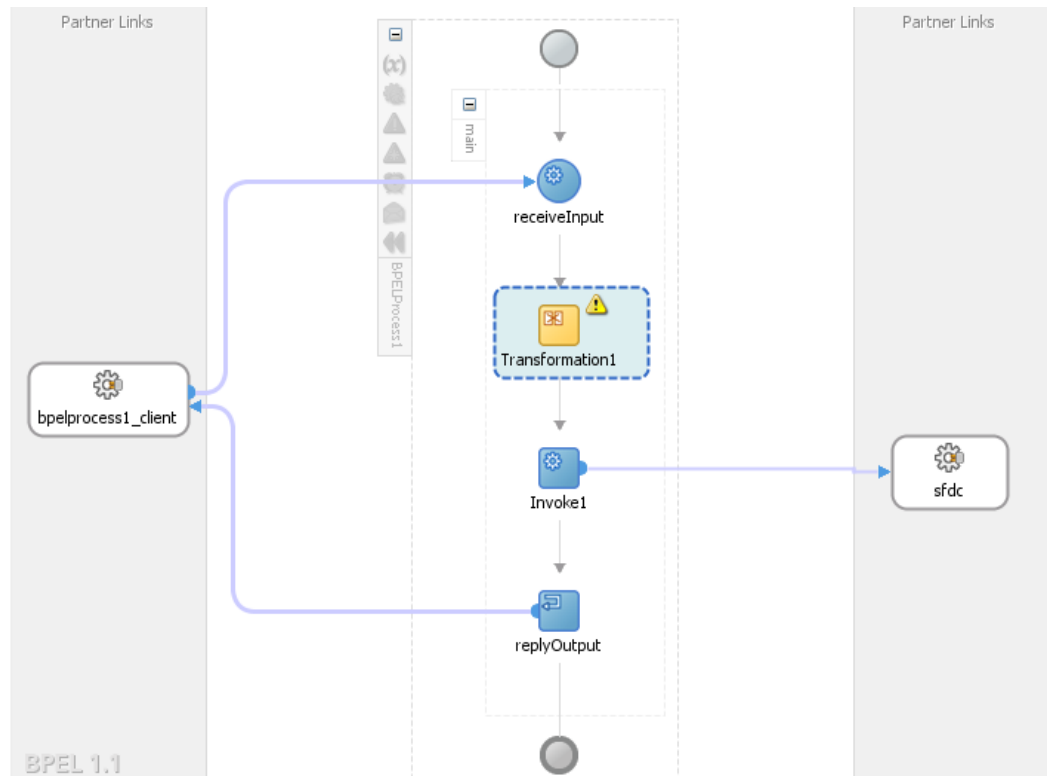 Partner Links
Partner Links
(x)
main
receiveInput
BPELProcess1
Transformation1
bpelprocess1_client
Invoke1
sfdc
replyOutput
BPEL 1.1